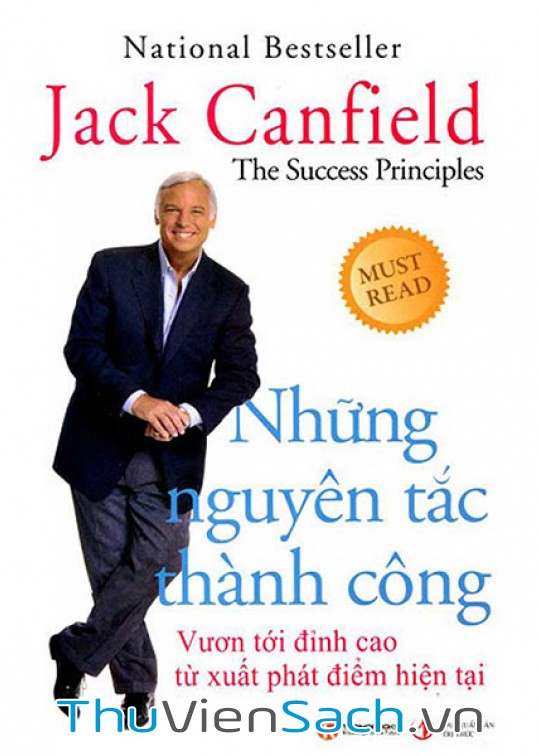 National Bestseller
Jack Canfield
The Success Principles
MUST
READ
Những
nguyên tắc
thành công
Vươn tới đỉnh cao
từ xuất phát điểm hiện tại
ThuVienSach.vn